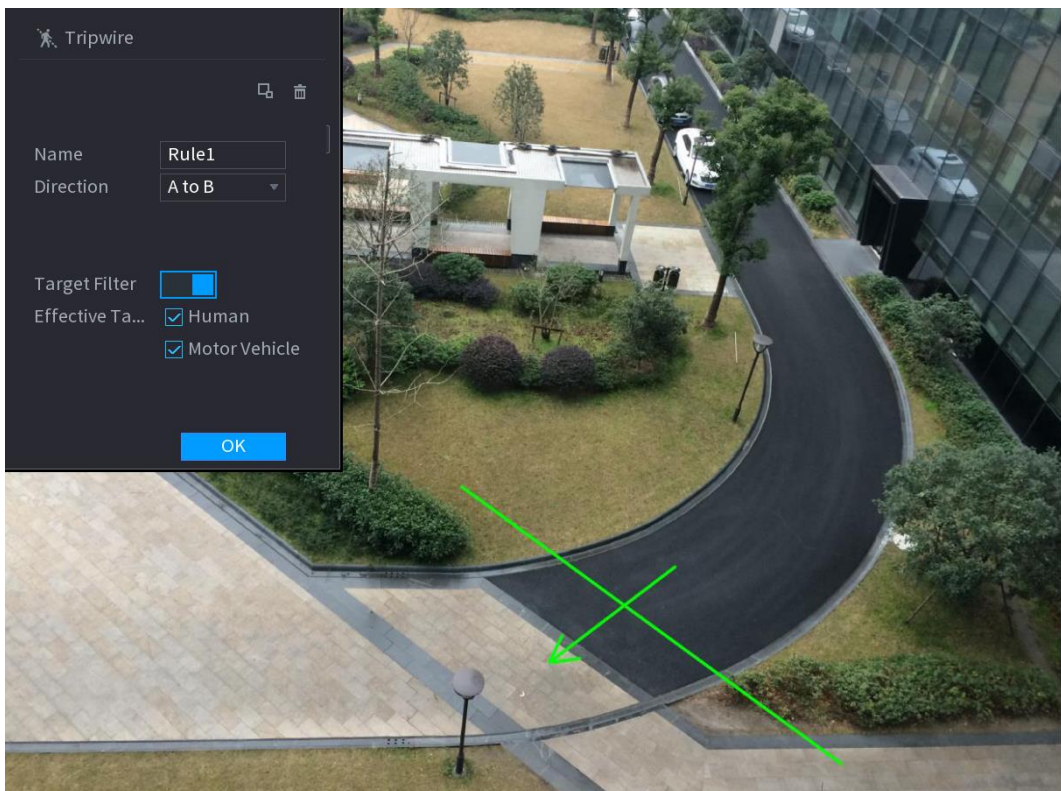 Tripwire
Name Rule1
Direction A to B
Target Filter
Effective Ta... Human
Motor Vehicle
OK